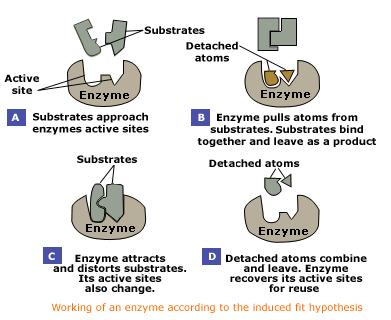 Substrates
Active
site
Enzyme
A Substrates approach
enzymes active sites
Detached
atoms
Enzyme
B Enzyme pulls atoms from
substrates. Substrates bind
together and leave as a product
Substrates
Enzyme
C Enzyme attracts
and distorts substrates.
Its active sites
also change.
Detached atoms
Enzyme
D Detached atoms combine
and leave. Enzyme
recovers its active sites
for reuse
Working of an enzyme according to the induced fit hypothesis